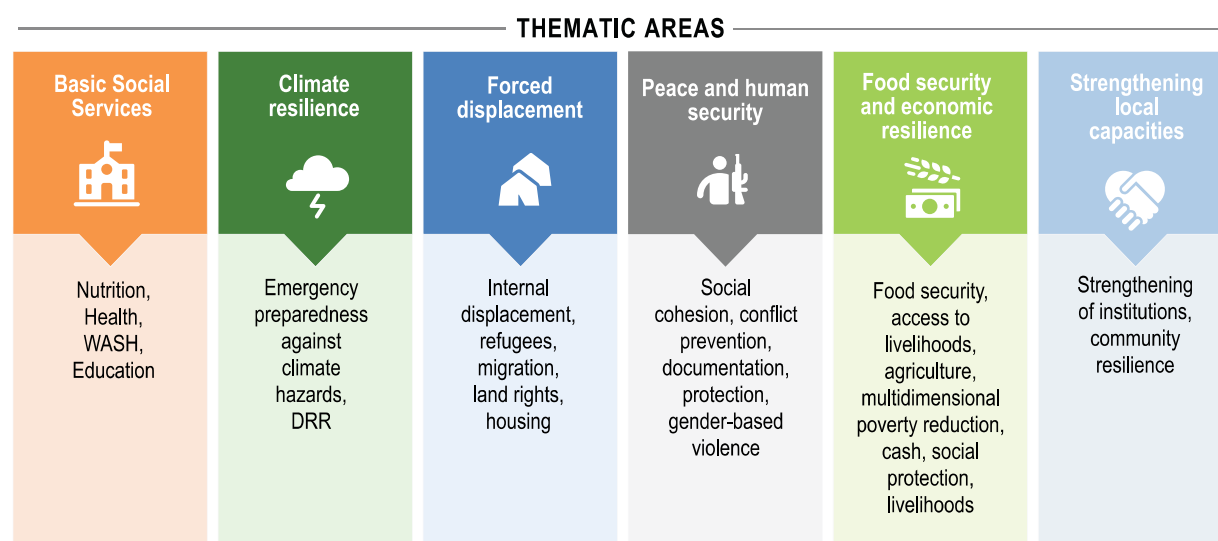 THEMATIC AREAS
Basic Social
Services
Nutrition,
Health,
WASH,
Education
Climate
resilience
Emergency
preparedness
against
climate
hazards,
DRR
Forced
displacement
Internal
displacement,
refugees,
migration,
land rights,
housing
Peace and human
security
Social
cohesion, conflict
prevention,
documentation,
protection,
gender-based
violence
Food security
and economic
resilience
Food security,
access to
livelihoods,
agriculture,
multidimensional
poverty reduction,
cash, social
protection,
livelihoods
Strengthening
local
capacities
Strengthening
of institutions,
community
resilience